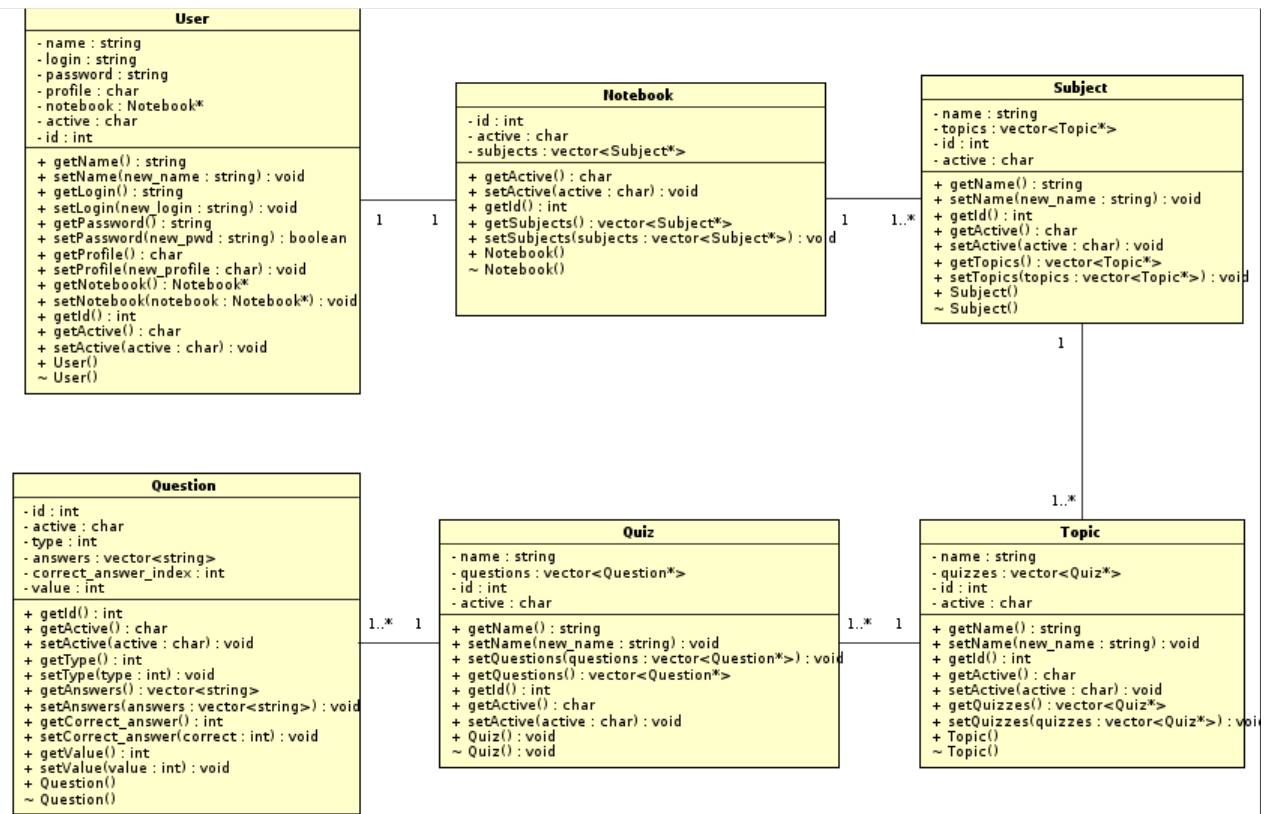 User
- name : string
- login : string
- password : string
- profile : char
- notebook : Notebook*
- active : char
- id : int
+ getName() : string
+ setName(new_name : string) : void
+ getLogin() : string
+ setLogin(new_login : string) : void
+ getPassword() : string
+ setPassword(new_pwd : string) : boolean
+ getProfile() : char
+ setProfile(new_profile : char) : void
+ getNotebook() : Notebook*
+ setNotebook(notebook : Notebook*) : void
+ getId() : int
+ getActive() : char
+ setActive(active : char) : void
+ User()
~ User()
1
1
Notebook
- id : int
- active : char
- subjects : vector<Subject*>
+ getActive() : char
+ setActive(active : char) : void
+ getId() : int
+ getSubjects() : vector<Subject*>
+ setSubjects(subjects : vector<Subject*>) : void
+ Notebook()
~ Notebook()
1
1..*
Subject
- name : string
- topics : vector<Topic*>
- id : int
- active : char
+ getName() : string
+ setName(new_name : string) : void
+ getId() : int
+ getActive() : char
+ setActive(active : char) : void
+ getTopics() : vector<Topic*>
+ setTopics(topics : vector<Topic*>) : void
+ Subject()
~ Subject()
1
1..*
Question
- id : int
- active : char
- type : int
- answers : vector<string>
- correct_answer_index : int
- value : int
+ getId() : int
+ getActive() : char
+ setActive(active : char) : void
+ getType() : int
+ setType(type : int) : void
+ getAnswers() : vector<string>
+ setAnswers(answers : vector<string>) : void
+ getCorrect_answer() : int
+ setCorrect_answer(correct : int) : void
+ getValue() : int
+ setValue(value : int) : void
+ Question()
~ Question()
1..*
1
Quiz
- name : string
- questions : vector<Question*>
- id : int
- active : char
+ getName() : string
+ setName(new_name : string) : void
+ setQuestions(questions : vector<Question*>) : void
+ getQuestions() : vector<Question*>
+ getId() : int
+ getActive() : char
+ setActive(active : char) : void
+ Quiz() : void
~ Quiz() : void
1..*
1
Topic
- name : string
- quizzes : vector<Quiz*>
- id : int
- active : char
+ getName() : string
+ setName(new_name : string) : void
+ getId() : int
+ getActive() : char
+ setActive(active : char) : void
+ getQuizzes() : vector<Quiz*>
+ setQuizzes(quizzes : vector<Quiz*>) : void
+ Topic()
~ Topic()